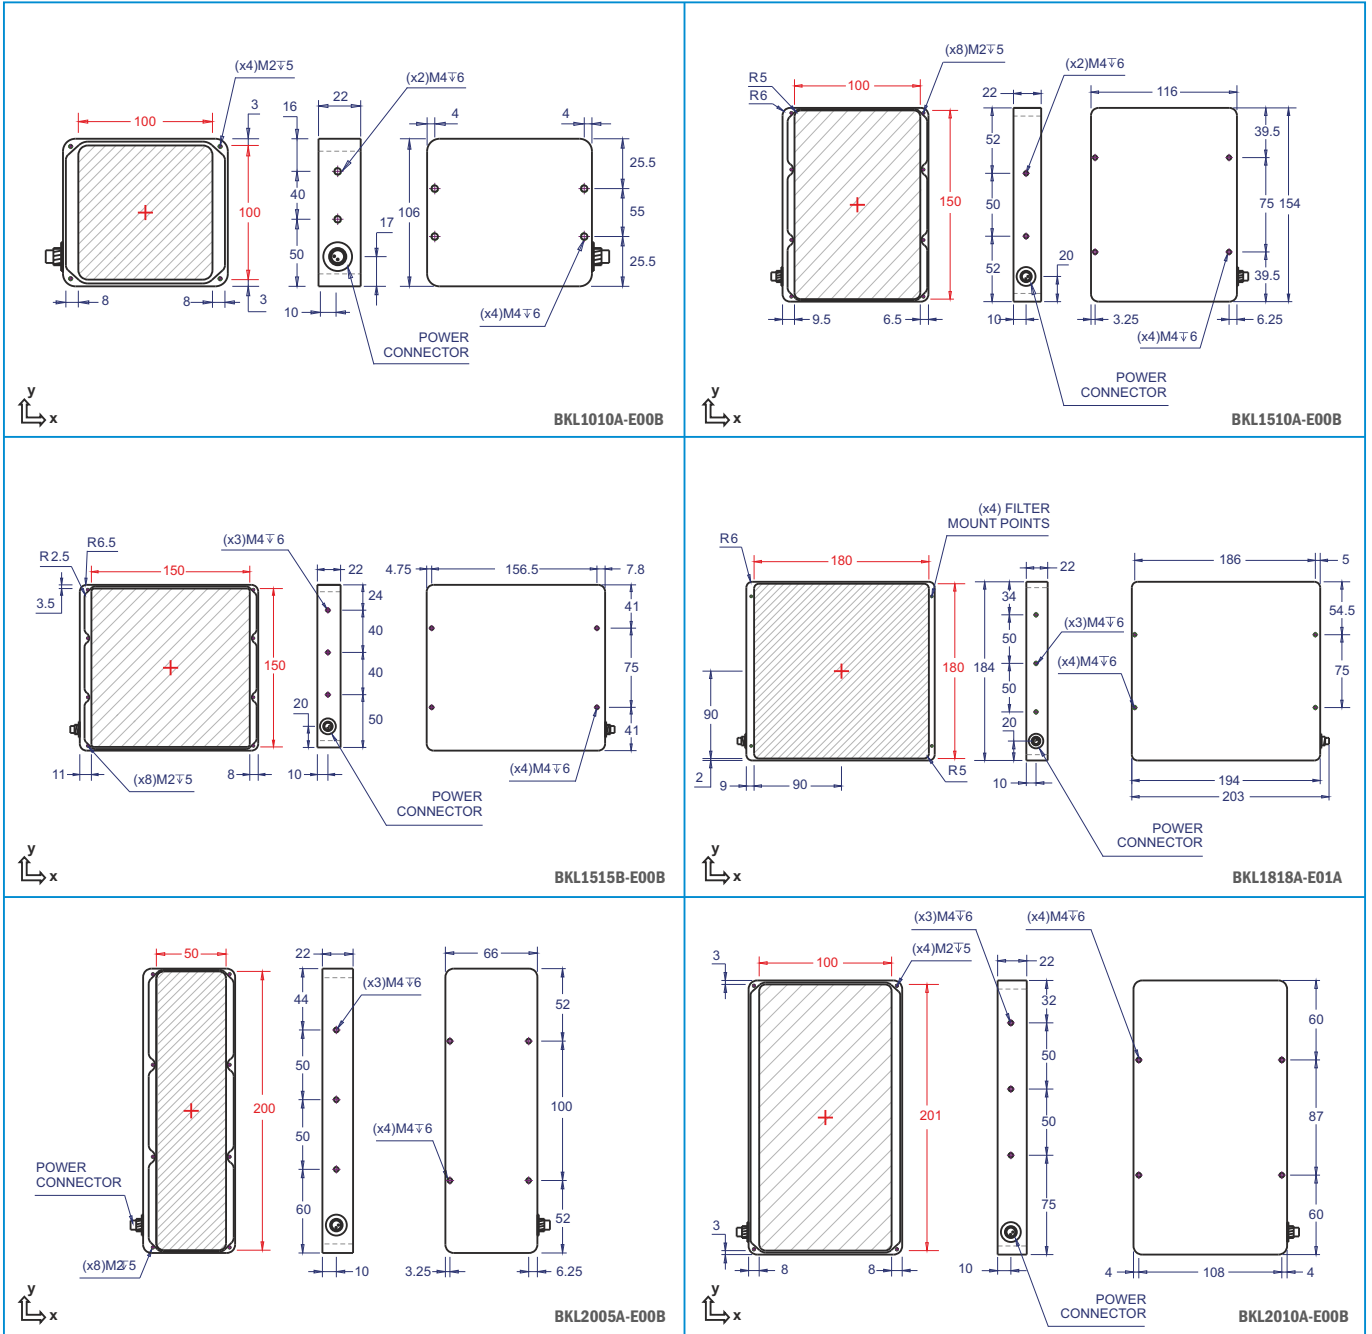 (x4)M2↧5
(x2)M4↧6
22
16
3
100
4
4
25.5
40
100
106
55
17
50
25.5
8
8
3
10
(x4)M4↧6
POWER
CONNECTOR
y
x
BKL1010A-E00B
(x8)M2↧5
(x2)M4↧6
R5
R6
100
22
116
52
39.5
150
50
75
154
52
20
39.5
9.5
6.5
10
3.25
6.25
(x4)M4↧6
POWER
CONNECTOR
y
x
BKL1510A-E00B
(x3)M4↧6
R2.5
R6.5
150
22
4.75
156.5
7.8
3.5
24
41
40
150
40
75
20
50
41
11
(x8)M2↧5
8
10
(x4)M4↧6
POWER
CONNECTOR
y
x
BKL1515B-E00B
(x4) FILTER
MOUNT POINTS
R6
180
22
186
5
34
54.5
(x3)M4↧6
50
180
184
(x4)M4↧6
75
50
90
20
2
R5
9
90
10
194
203
POWER
CONNECTOR
y
x
BKL1818A-E01A
50
22
66
(x3)M4↧6
44
52
50
200
100
(x4)M4↧6
50
POWER
CONNECTOR
60
52
(x8)M2↧5
10
3.25
6.25
y
x
BKL2005A-E00B
(x3)M4↧6
(x4)M4↧6
(x4)M2↧5
3
100
22
32
60
50
201
50
87
75
60
3
8
8
10
4
108
4
POWER
CONNECTOR
y
x
BKL2010A-E00B